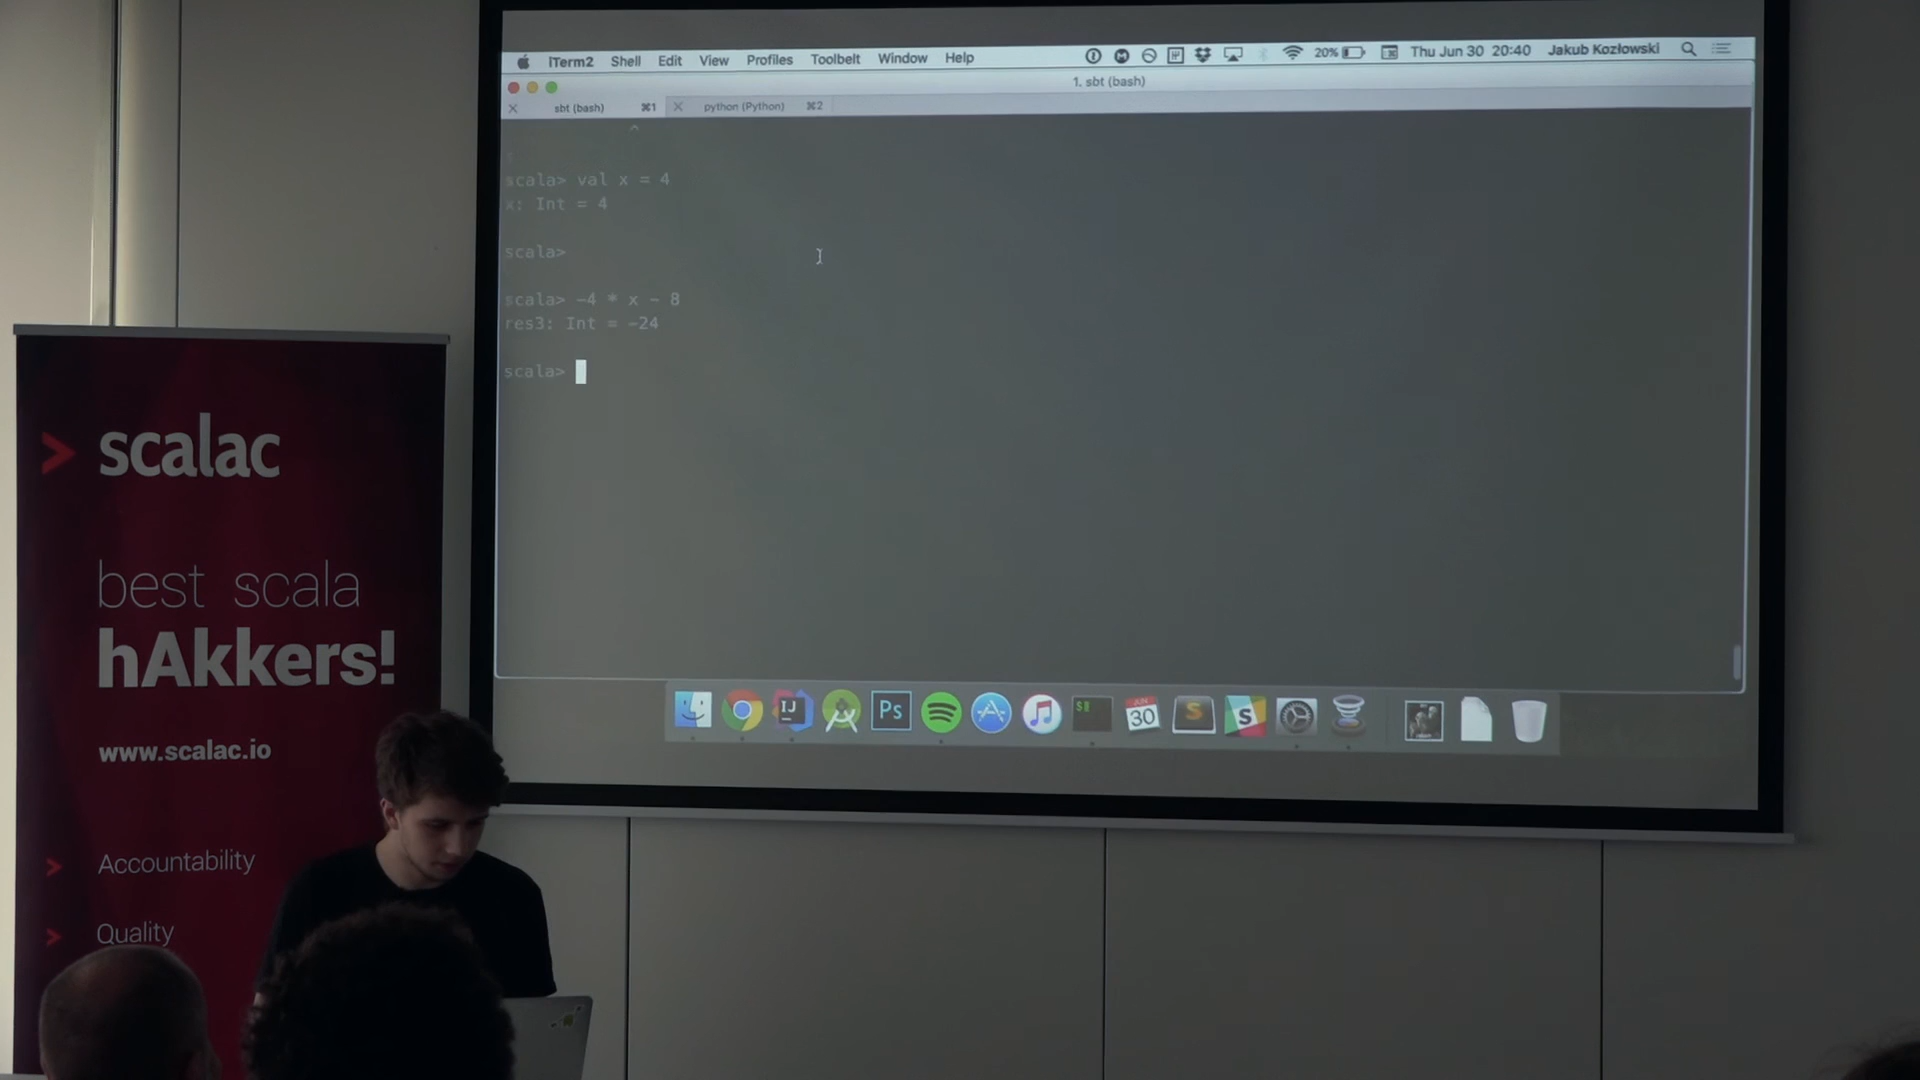 iTerm2 Shell Edit View Profiles Toolbelt Window Help 20% Thu Jun 30 20:40 Jakub Kozłowski
1. sbt (bash)
sbt (bash) ⌘1 python (Python) ⌘2
^
scala> val x = 4
x: Int = 4
scala>
scala> -4 * x - 8
res3: Int = -24
scala>
IJ
Ps
$
JUN
30
S
S
> scalac
best scala
hAkkers!
www.scalac.io
> Accountability
> Quality